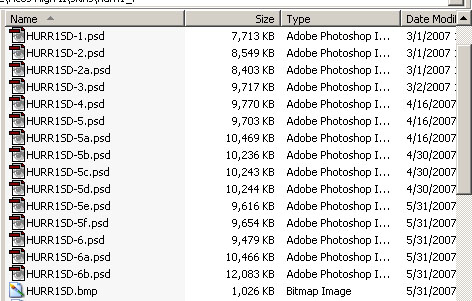 Name Size Type Date Modi
HURR1SD-1.psd 7,713 KB Adobe Photoshop I... 3/1/2007
HURR1SD-2.psd 8,549 KB Adobe Photoshop I... 3/1/2007
HURR1SD-2a.psd 8,403 KB Adobe Photoshop I... 3/1/2007
HURR1SD-3.psd 9,717 KB Adobe Photoshop I... 3/2/2007
HURR1SD-4.psd 9,770 KB Adobe Photoshop I... 4/16/2007
HURR1SD-5.psd 9,703 KB Adobe Photoshop I... 4/16/2007
HURR1SD-5a.psd 10,469 KB Adobe Photoshop I... 4/16/2007
HURR1SD-5b.psd 10,236 KB Adobe Photoshop I... 4/30/2007
HURR1SD-5c.psd 10,243 KB Adobe Photoshop I... 4/30/2007
HURR1SD-5d.psd 10,244 KB Adobe Photoshop I... 4/30/2007
HURR1SD-5e.psd 9,616 KB Adobe Photoshop I... 5/31/2007
HURR1SD-5f.psd 9,654 KB Adobe Photoshop I... 5/31/2007
HURR1SD-6.psd 9,479 KB Adobe Photoshop I... 5/31/2007
HURR1SD-6a.psd 10,466 KB Adobe Photoshop I... 5/31/2007
HURR1SD-6b.psd 12,083 KB Adobe Photoshop I... 5/31/2007
HURR1SD.bmp 1,026 KB Bitmap Image 5/31/2007